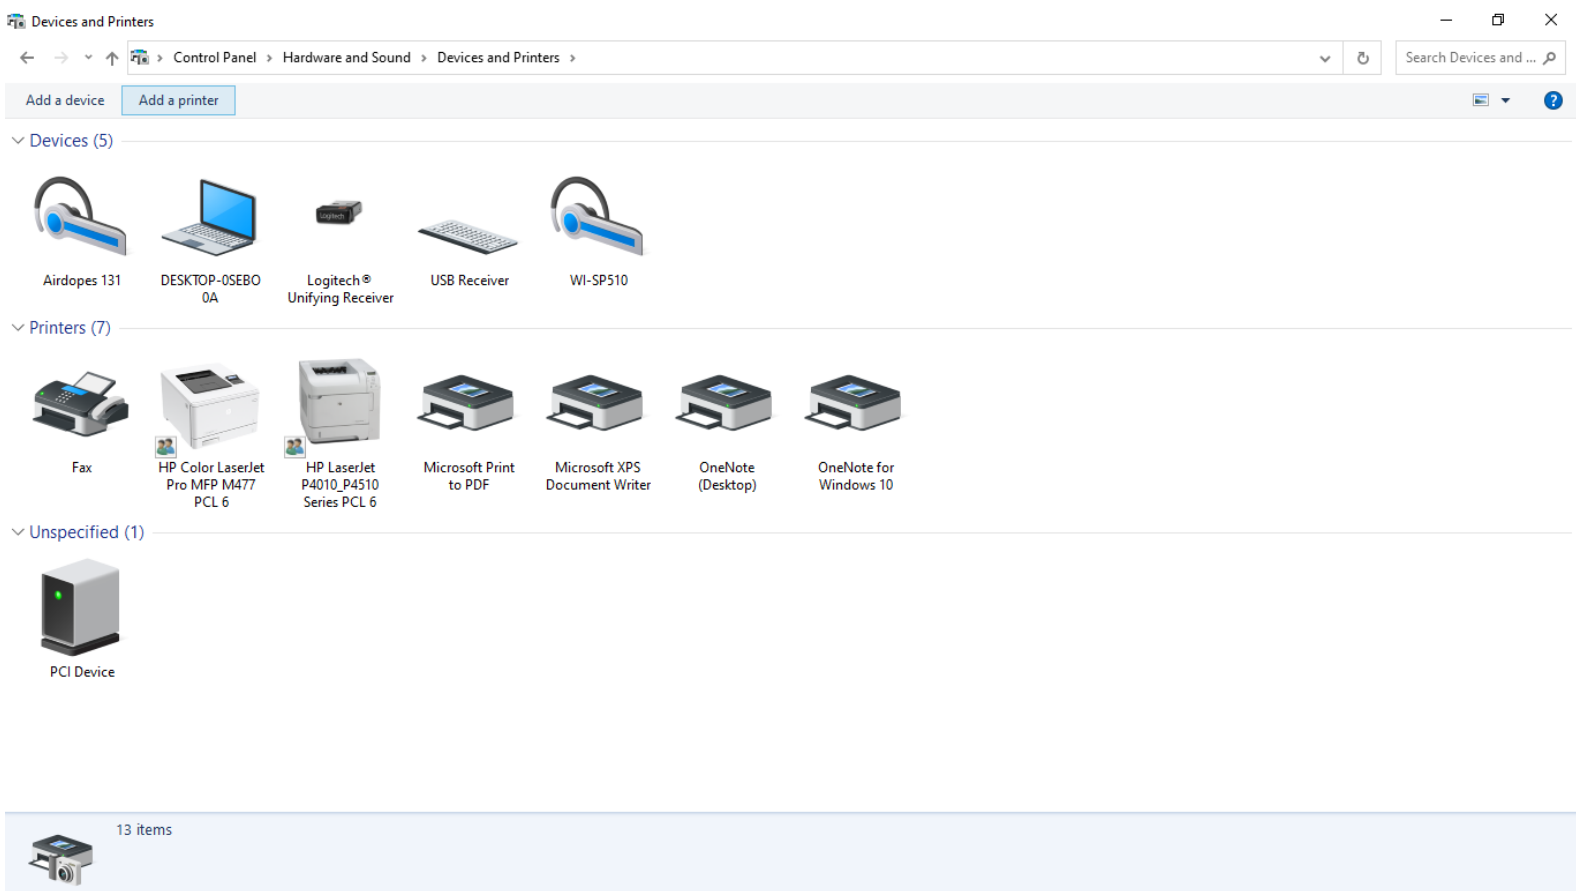 Devices and Printers
Control Panel > Hardware and Sound > Devices and Printers >
Search Devices and ...
Add a device Add a printer
Devices (5)
Logitech
Airdopes 131
DESKTOP-0SEBO
0A
Logitech®
Unifying Receiver
USB Receiver
WI-SP510
Printers (7)
Fax
HP Color LaserJet
Pro MFP M477
PCL 6
HP LaserJet
P4010_P4510
Series PCL 6
Microsoft Print
to PDF
Microsoft XPS
Document Writer
OneNote
(Desktop)
OneNote for
Windows 10
Unspecified (1)
PCI Device
13 items